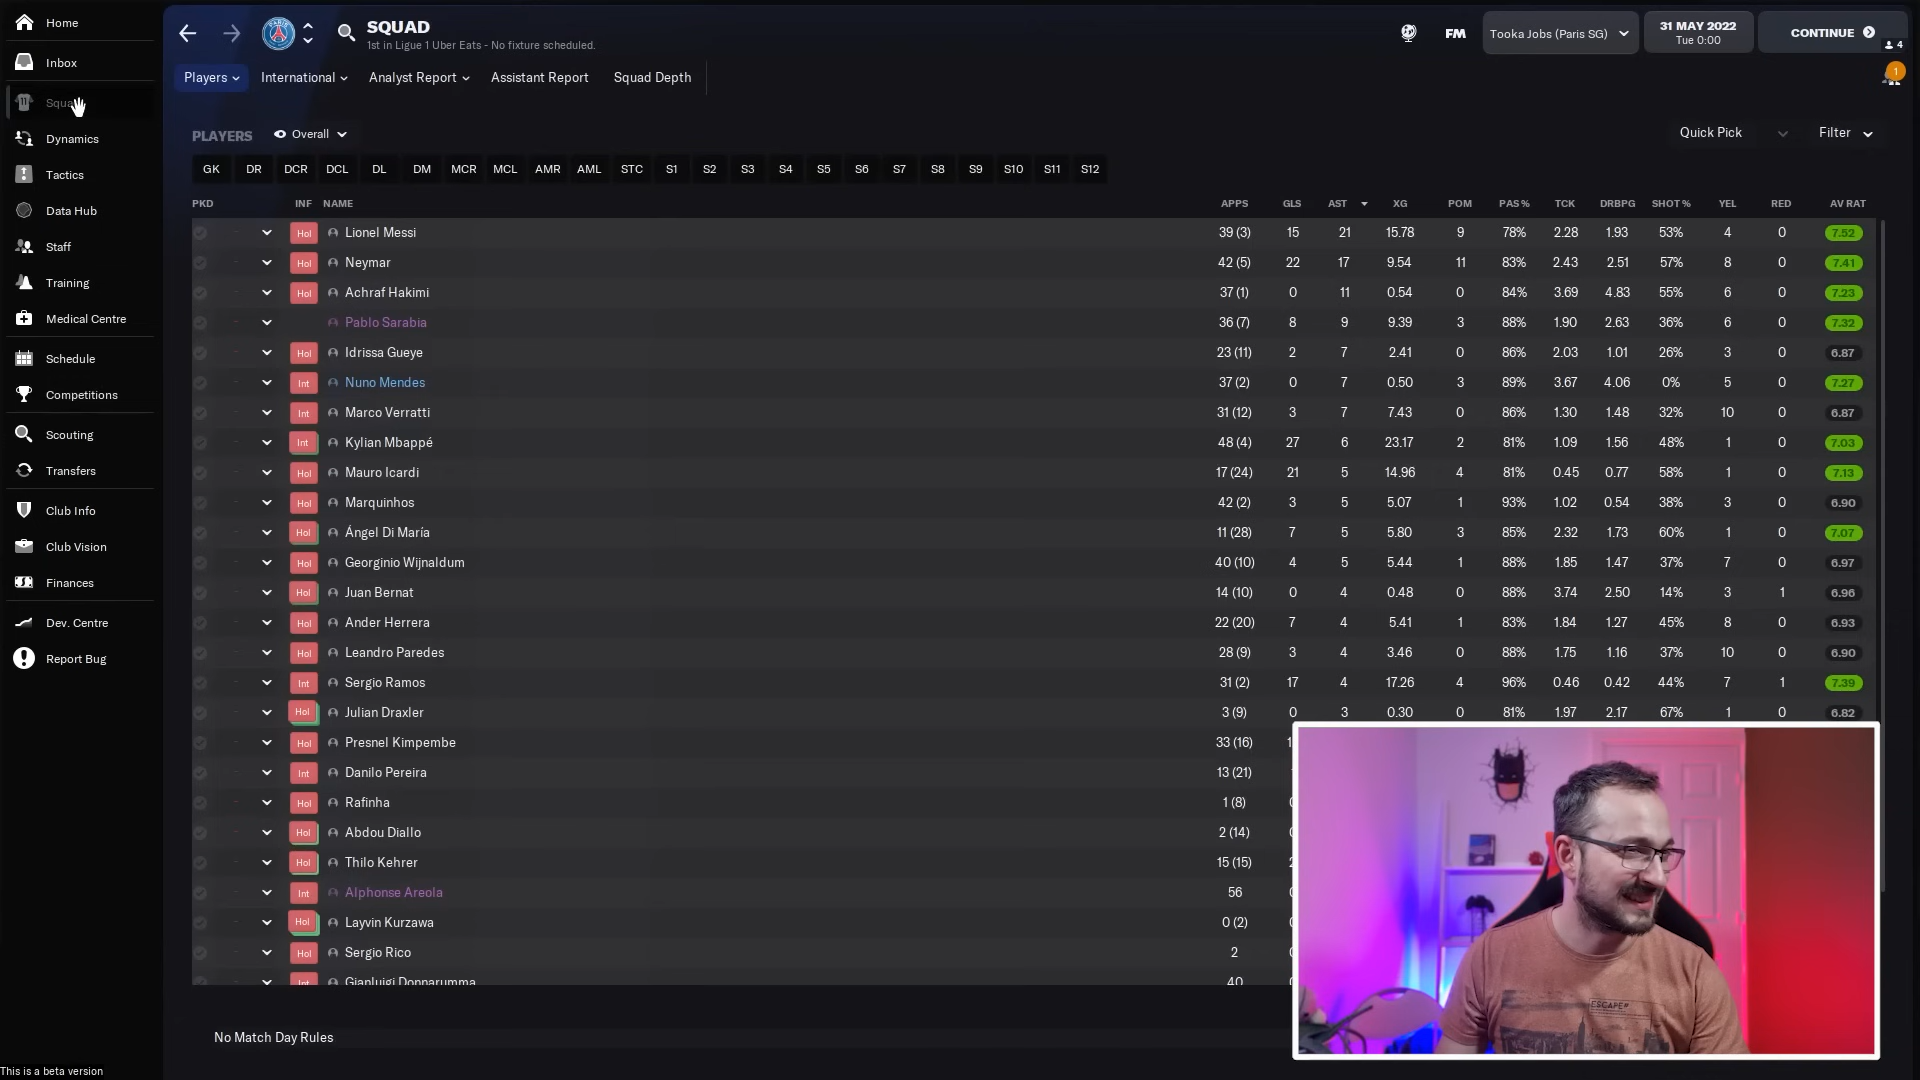 Home
Inbox
Squ
Dynamics
Tactics
Data Hub
Staff
Training
Medical Centre
Schedule
Competitions
Scouting
Transfers
Club Info
Club Vision
Finances
Dev. Centre
Report Bug
This is a beta version
SQUAD
1st in Ligue 1 Uber Eats - No fixture scheduled.
FM
Tooka Jobs (Paris SG)
31 MAY 2022
Tue 0:00
CONTINUE
4
1
Players International Analyst Report Assistant Report Squad Depth
PLAYERS Overall Quick Pick Filter
GK DR DCR DCL DL DM MCR MCL AMR AML STC S1 S2 S3 S4 S5 S6 S7 S8 S9 S10 S11 S12
PKD INF NAME APPS GLS AST XG POM PAS % TCK DRBPG SHOT % YEL RED AV RAT
Hol Lionel Messi 39 (3) 15 21 15.78 9 78% 2.28 1.93 53% 4 0 7.52
Hol Neymar 42 (5) 22 17 9.54 11 83% 2.43 2.51 57% 8 0 7.41
Hol Achraf Hakimi 37 (1) 0 11 0.54 0 84% 3.69 4.83 55% 6 0 7.23
Pablo Sarabia 36 (7) 8 9 9.39 3 88% 1.90 2.63 36% 6 0 7.32
Hol Idrissa Gueye 23 (11) 2 7 2.41 0 86% 2.03 1.01 26% 3 0 6.87
Int Nuno Mendes 37 (2) 0 7 0.50 3 89% 3.67 4.06 0% 5 0 7.27
Int Marco Verratti 31 (12) 3 7 7.43 0 86% 1.30 1.48 32% 10 0 6.87
Int Kylian Mbappé 48 (4) 27 6 23.17 2 81% 1.09 1.56 48% 1 0 7.03
Hol Mauro Icardi 17 (24) 21 5 14.96 4 81% 0.45 0.77 58% 1 0 7.13
Hol Marquinhos 42 (2) 3 5 5.07 1 93% 1.02 0.54 38% 3 0 6.90
Hol Ángel Di María 11 (28) 7 5 5.80 3 85% 2.32 1.73 60% 1 0 7.07
Hol Georginio Wijnaldum 40 (10) 4 5 5.44 1 88% 1.85 1.47 37% 7 0 6.97
Hol Juan Bernat 14 (10) 0 4 0.48 0 88% 3.74 2.50 14% 3 1 6.96
Hol Ander Herrera 22 (20) 7 4 5.41 1 83% 1.84 1.27 45% 8 0 6.93
Hol Leandro Paredes 28 (9) 3 4 3.46 0 88% 1.75 1.16 37% 10 0 6.90
Int Sergio Ramos 31 (2) 17 4 17.26 4 96% 0.46 0.42 44% 7 1 7.39
Hol Julian Draxler 3 (9) 0 3 0.30 0 81% 1.97 2.17 67% 1 0 6.82
Hol Presnel Kimpembe 33 (16)
Int Danilo Pereira 13 (21)
Hol Rafinha 1 (8)
Hol Abdou Diallo 2 (14)
Hol Thilo Kehrer 15 (15)
Int Alphonse Areola 56
Hol Layvin Kurzawa 0 (2)
Hol Sergio Rico 2
Int Gianluigi Donnarumma 40
No Match Day Rules
ESCAPE